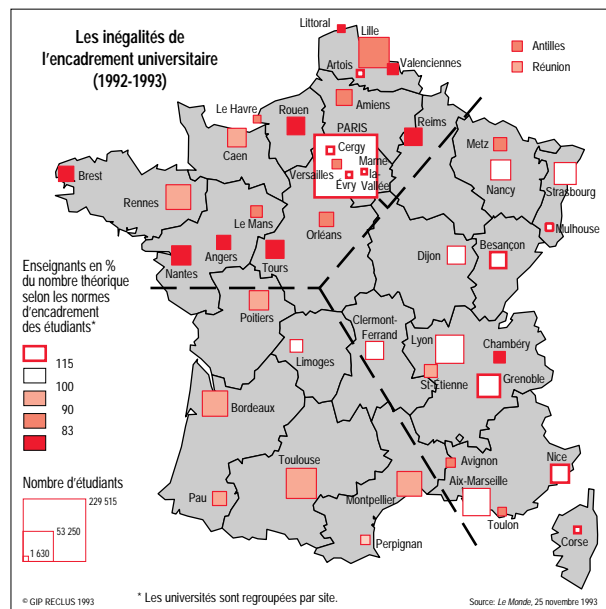 Les inégalités de
l'encadrement universitaire
(1992-1993)
Littoral
Lille
Artois
Valenciennes
Antilles
Réunion
Amiens
Le Havre
Rouen
Caen
Reims
PARIS
Cergy
Versailles
Marne-
la-
Vallée
Évry
Metz
Nancy
Strasbourg
Brest
Rennes
Le Mans
Orléans
Mulhouse
Angers
Nantes
Tours
Dijon
Besançon
Enseignants en %
du nombre théorique
selon les normes
d'encadrement
des étudiants*
115
100
90
83
Poitiers
Limoges
Clermont-
Ferrand
Lyon
Chambéry
St-Étienne
Grenoble
Bordeaux
Toulouse
Montpellier
Avignon
Aix-Marseille
Nice
Toulon
Pau
Perpignan
Corse
Nombre d'étudiants
229 515
53 250
1 630
© GIP RECLUS 1993
* Les universités sont regroupées par site.
Source: Le Monde, 25 novembre 1993